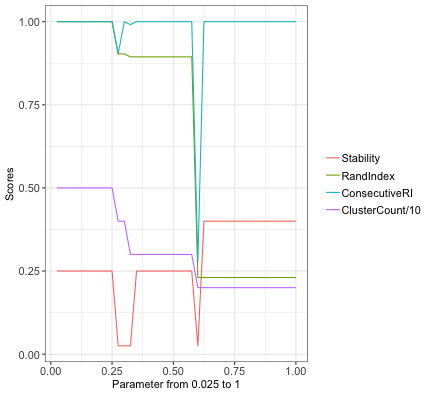 1.00
0.75
0.50
0.25
0.00
Scores
0.00 0.25 0.50 0.75 1.00
Parameter from 0.025 to 1
Stability
RandIndex
ConsecutiveRI
ClusterCount/10